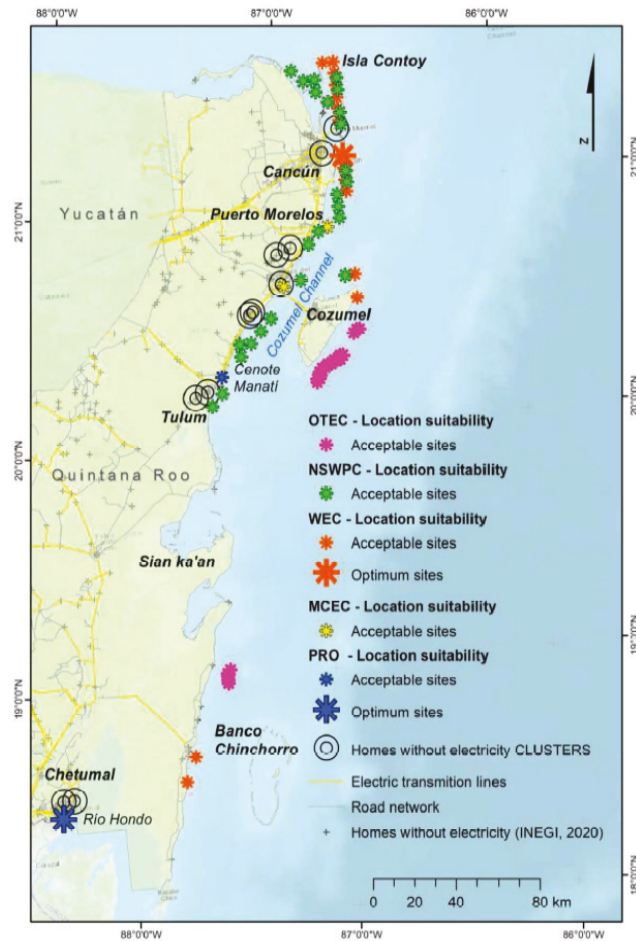 88°0'0"W
87°0'0"W
86°0'0"W
Isla Contoy
N
Cancún
21°0'0"N
21°0'0"N
Yucatán
Puerto Morelos
Cozumel Channel
Cozumel
Cenote
Manatí
20°0'0"N
Tulum
OTEC - Location suitability
Acceptable sites
20°0'0"N
NSWPC - Location suitability
Quintana Roo
Acceptable sites
WEC - Location suitability
Acceptable sites
Sian ka'an
Optimum sites
MCEC - Location suitability
19°0'0"N
Acceptable sites
PRO - Location suitability
Acceptable sites
19°0'0"N
Optimum sites
Banco
Chinchorro
Homes without electricity CLUSTERS
Chetumal
Electric transmition lines
Road network
Rio Hondo
Homes without electricity (INEGI, 2020)
18°0'0"N
0 20 40 80 km
88°0'0"W
87°0'0"W
86°0'0"W